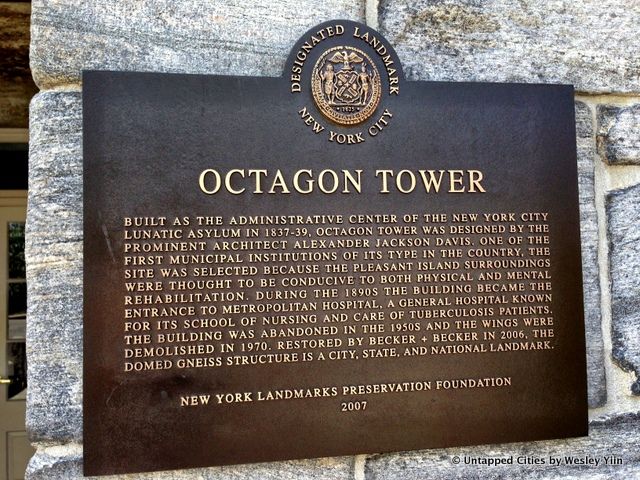 DESIGNATED LANDMARK
1625
NEW YORK CITY
OCTAGON TOWER
BUILT AS THE ADMINISTRATIVE CENTER OF THE NEW YORK CITY
LUNATIC ASYLUM IN 1837-39, OCTAGON TOWER WAS DESIGNED BY THE
PROMINENT ARCHITECT ALEXANDER JACKSON DAVIS. ONE OF THE
FIRST MUNICIPAL INSTITUTIONS OF ITS TYPE IN THE COUNTRY, THE
SITE WAS SELECTED BECAUSE THE PLEASANT ISLAND SURROUNDINGS
WERE THOUGHT TO BE CONDUCIVE TO BOTH PHYSICAL AND MENTAL
REHABILITATION. DURING THE 1890S THE BUILDING BECAME THE
ENTRANCE TO METROPOLITAN HOSPITAL, A GENERAL HOSPITAL KNOWN
FOR ITS SCHOOL OF NURSING AND CARE OF TUBERCULOSIS PATIENTS.
THE BUILDING WAS ABANDONED IN THE 1950S AND THE WINGS WERE
DEMOLISHED IN 1970. RESTORED BY BECKER + BECKER IN 2006, THE
DOMED GNEISS STRUCTURE IS A CITY, STATE, AND NATIONAL LANDMARK.
NEW YORK LANDMARKS PRESERVATION FOUNDATION
2007
© Untapped Cities by Wesley Yiin